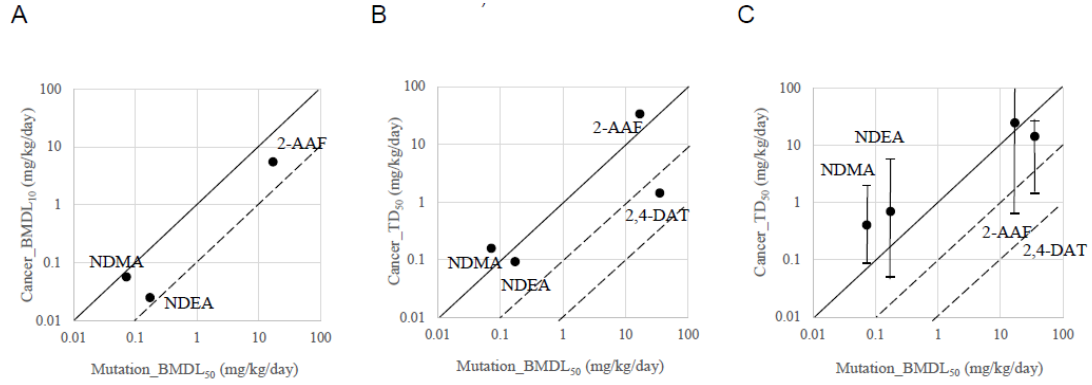 A
B
C
100
10
1
0.1
0.01
Cancer_BMDL₁₀ (mg/kg/day)
2-AAF
NDMA
NDEA
0.01
0.1
1
10
100
Mutation_BMDL₅₀ (mg/kg/day)
100
10
1
0.1
0.01
Cancer_TD₅₀ (mg/kg/day)
2-AAF
2,4-DAT
NDMA
NDEA
0.01
0.1
1
10
100
Mutation_BMDL₅₀ (mg/kg/day)
100
10
1
0.1
0.01
Cancer_TD₅₀ (mg/kg/day)
NDEA
NDMA
2-AAF
2,4-DAT
0.01
0.1
1
10
100
Mutation_BMDL₅₀ (mg/kg/day)